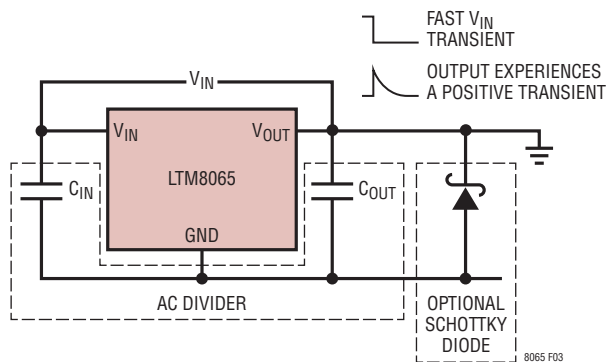 FAST VIN
TRANSIENT
OUTPUT EXPERIENCES
A POSITIVE TRANSIENT
VIN
VIN
VOUT
LTM8065
CIN
COUT
GND
AC DIVIDER
OPTIONAL
SCHOTTKY
DIODE
8065 F03